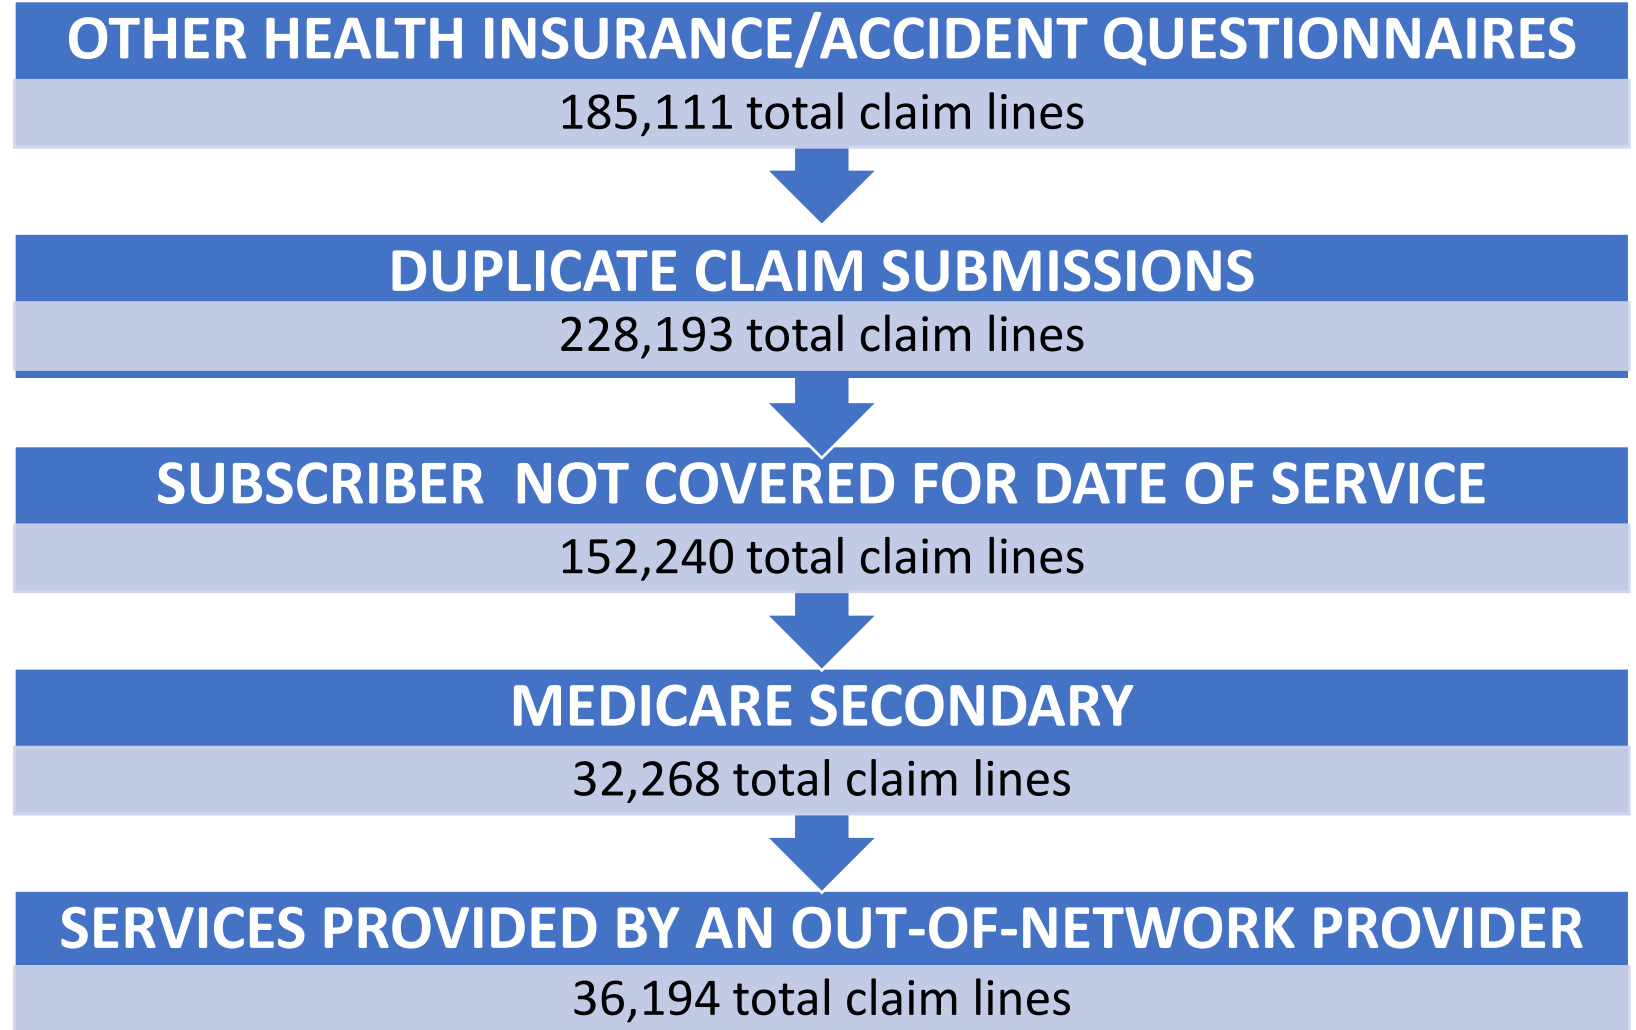 OTHER HEALTH INSURANCE/ACCIDENT QUESTIONNAIRES
185,111 total claim lines
DUPLICATE CLAIM SUBMISSIONS
228,193 total claim lines
SUBSCRIBER  NOT COVERED FOR DATE OF SERVICE
152,240 total claim lines
MEDICARE SECONDARY
32,268 total claim lines
SERVICES PROVIDED BY AN OUT-OF-NETWORK PROVIDER
36,194 total claim lines